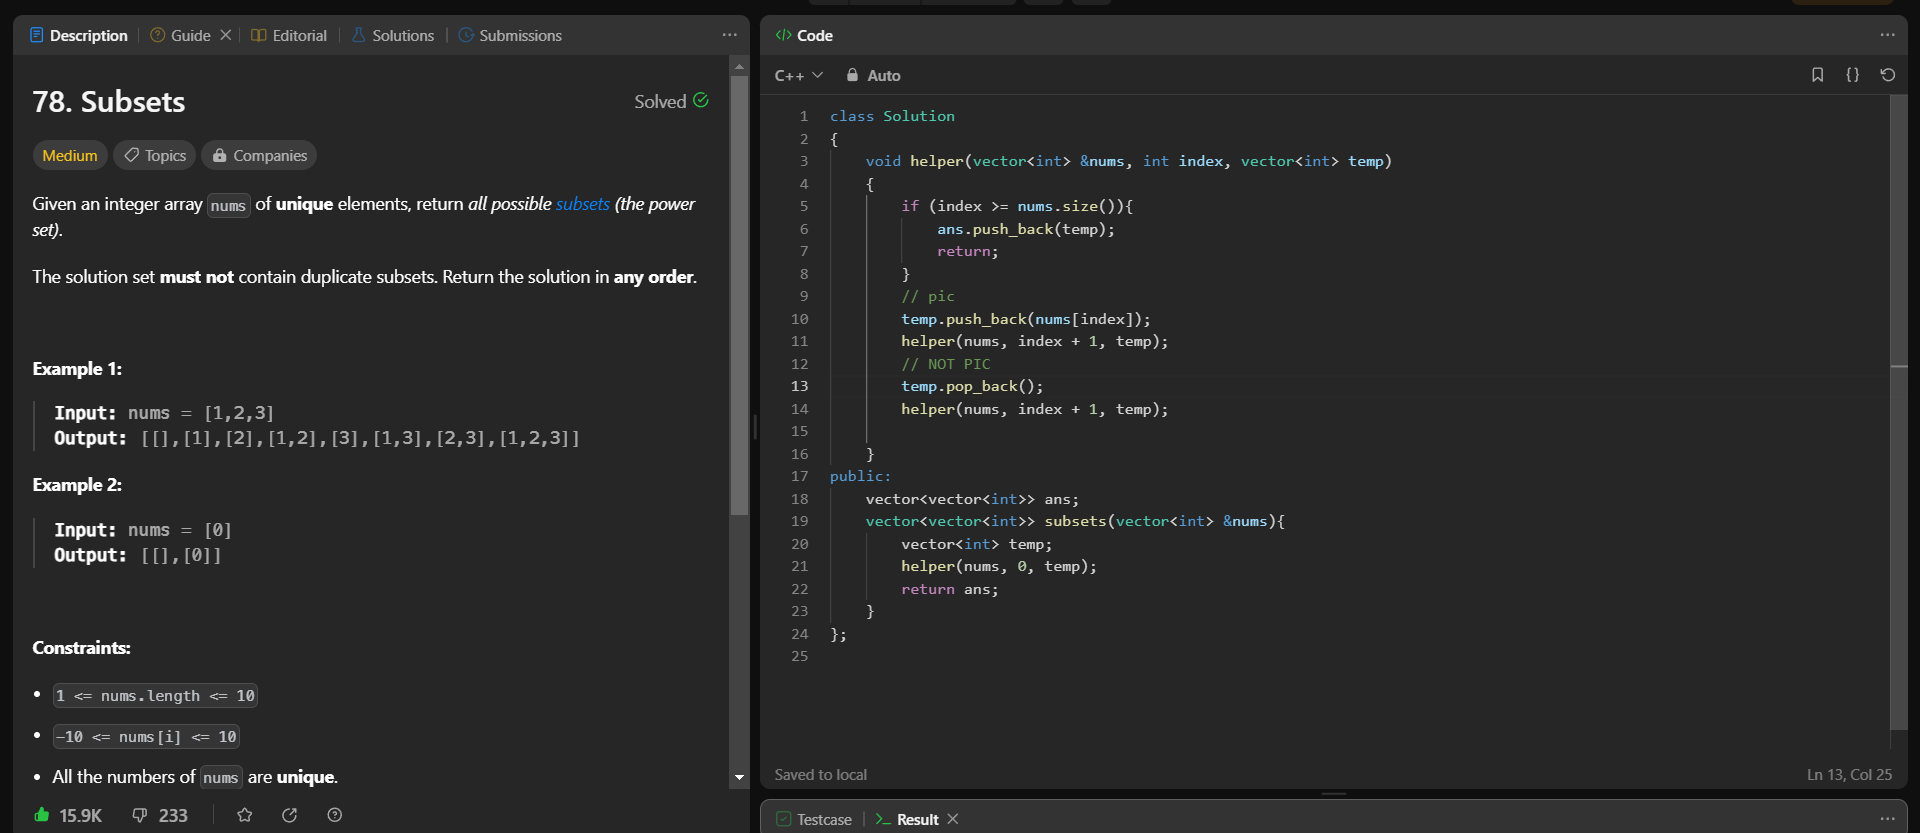 Description
Guide
Editorial
Solutions
Submissions
78. Subsets
Solved
Medium
Topics
Companies
Given an integer array nums of unique elements, return all possible subsets (the power
set).
The solution set must not contain duplicate subsets. Return the solution in any order.
Example 1:
Input: nums = [1,2,3]
Output: [[],[1],[2],[1,2],[3],[1,3],[2,3],[1,2,3]]
Example 2:
Input: nums = [0]
Output: [[],[0]]
Constraints:
• 1 <= nums.length <= 10
• -10 <= nums[i] <= 10
• All the numbers of nums are unique.
15.9K
233
</> Code
C++
Auto
1 class Solution
2 {
3     void helper(vector<int> &nums, int index, vector<int> temp)
4     {
5         if (index >= nums.size()){
6             ans.push_back(temp);
7             return;
8         }
9         // pic
10         temp.push_back(nums[index]);
11         helper(nums, index + 1, temp);
12         // NOT PIC
13         temp.pop_back();
14         helper(nums, index + 1, temp);
15
16     }
17 public:
18     vector<vector<int>> ans;
19     vector<vector<int>> subsets(vector<int> &nums){
20         vector<int> temp;
21         helper(nums, 0, temp);
22         return ans;
23     }
24 };
25
Saved to local
Ln 13, Col 25
Testcase
>_ Result